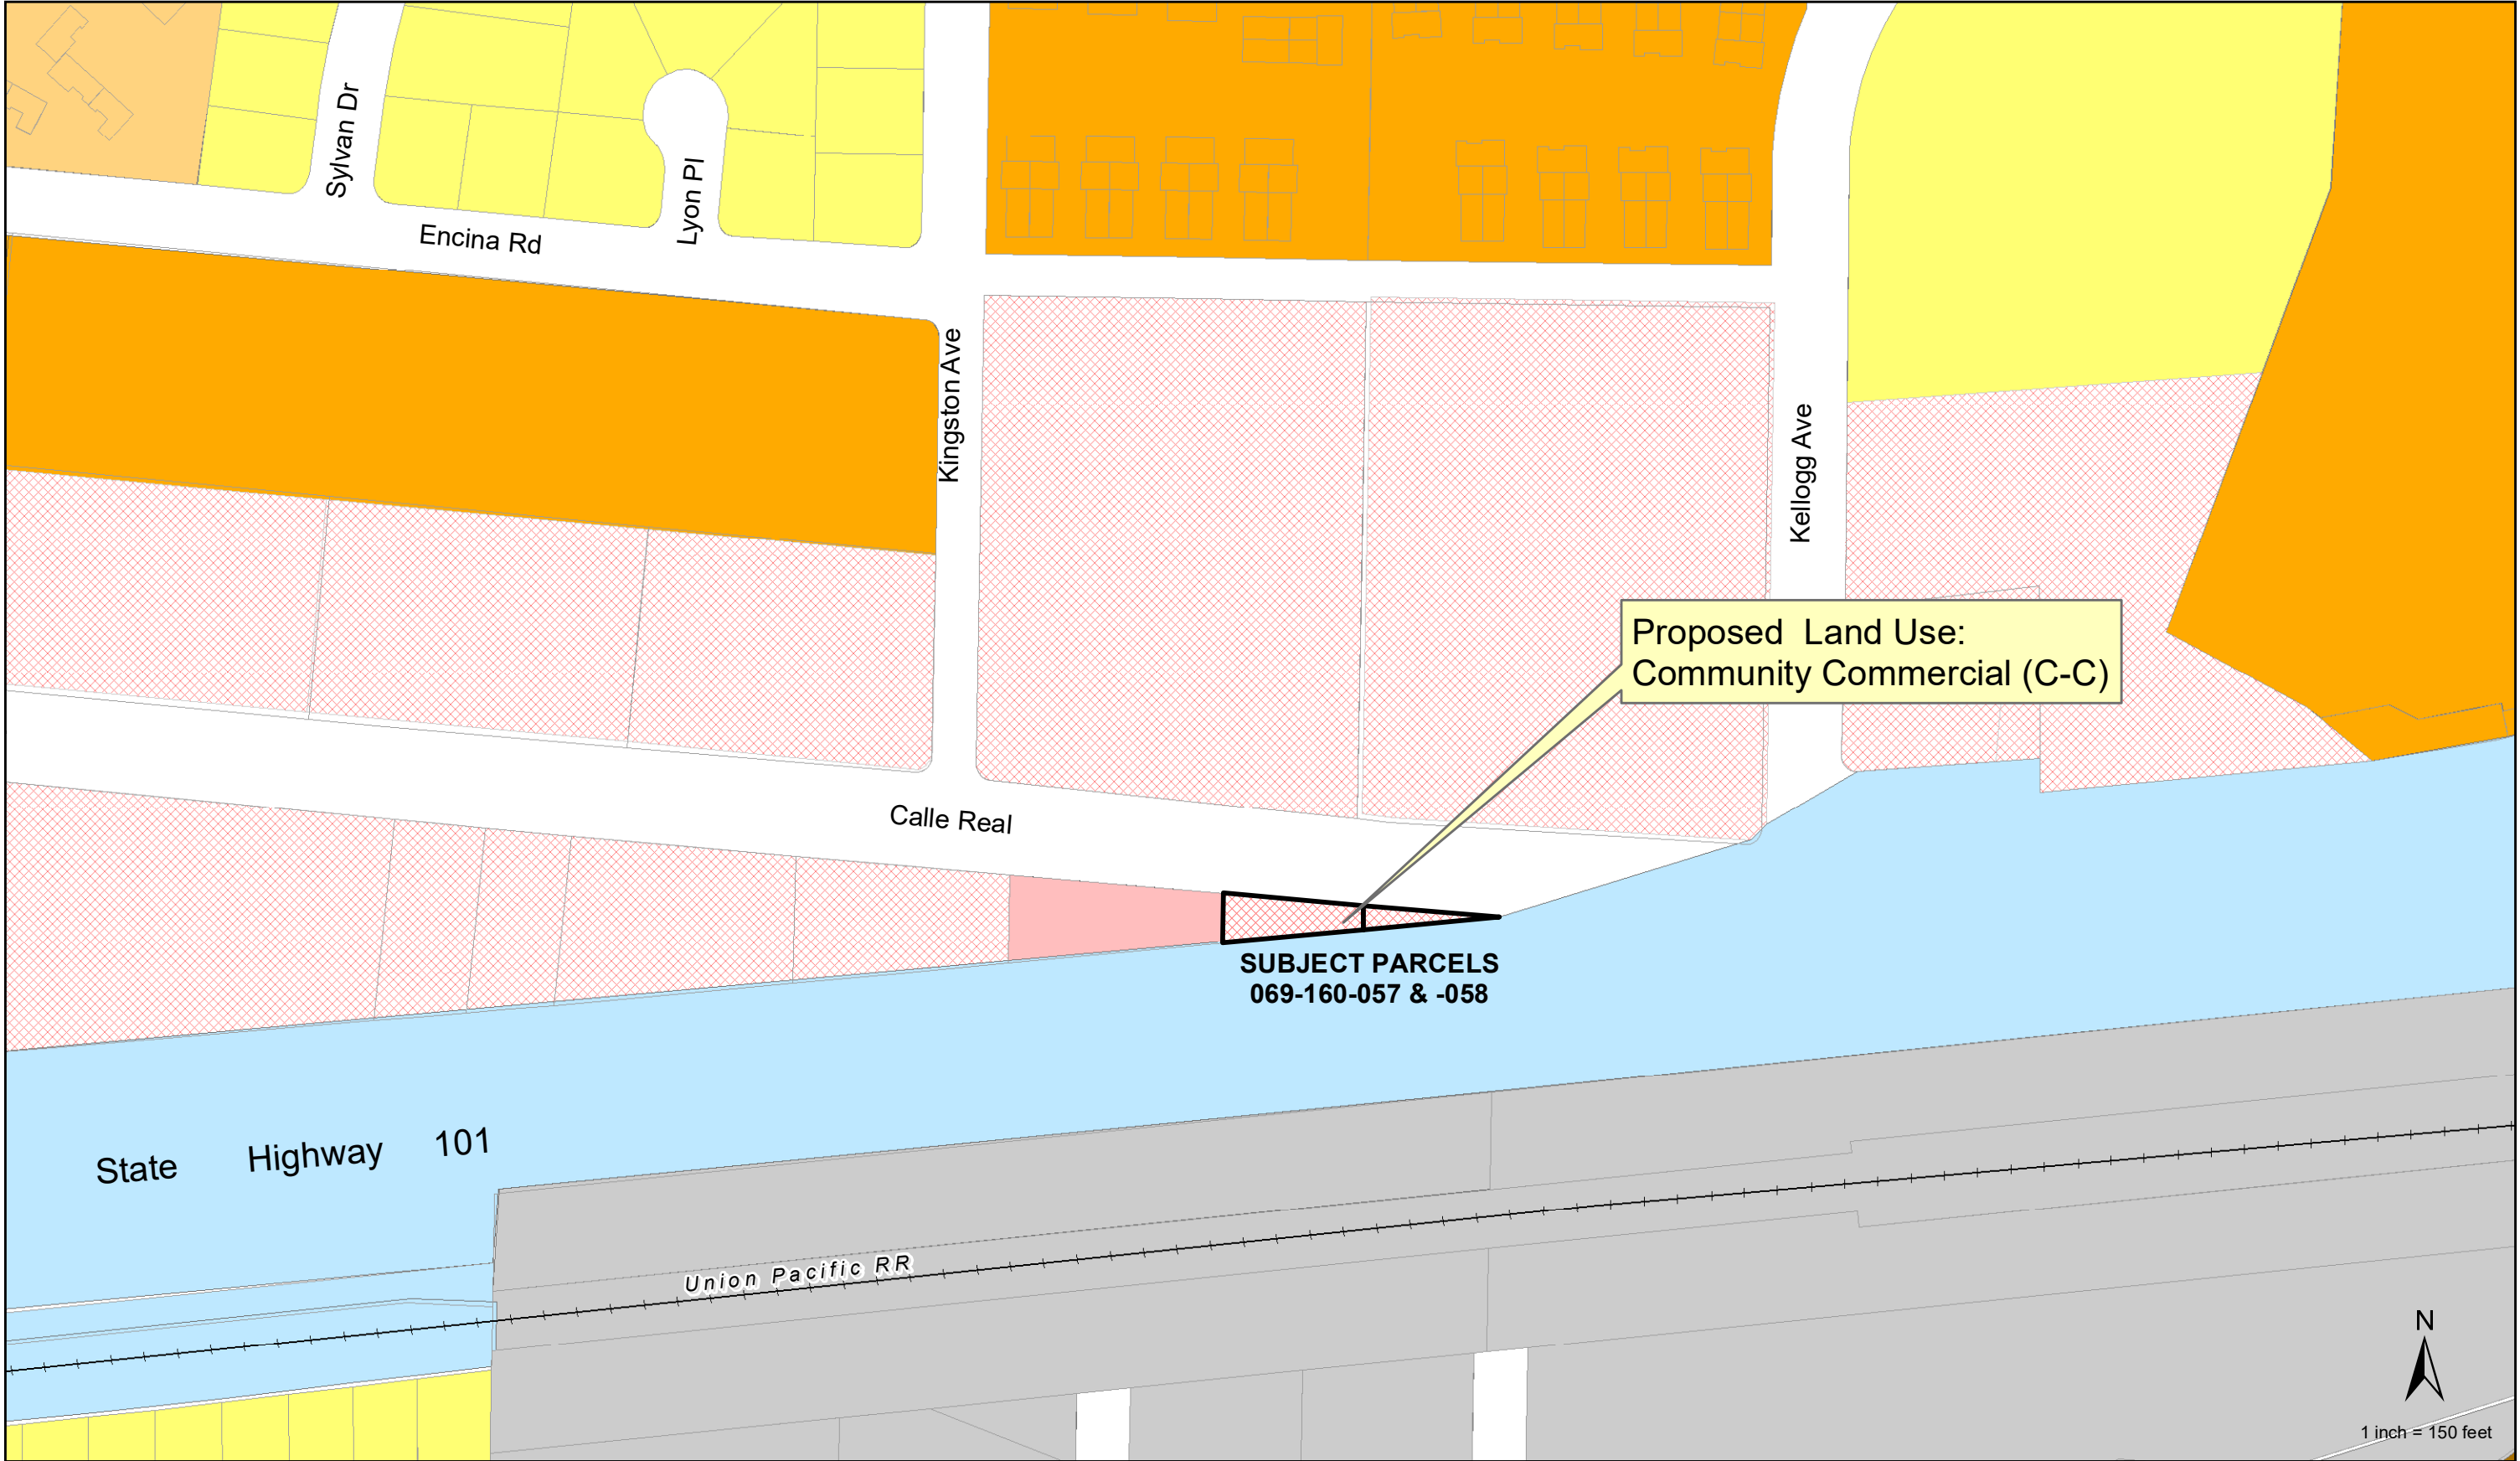 Sylvan Dr
Lyon Pl
Encina Rd
Kingston Ave
Kellogg Ave
Proposed Land Use:
Community Commercial (C-C)
Calle Real
SUBJECT PARCELS
069-160-057 & -058
State Highway 101
Union Pacific RR
N
1 inch = 150 feet